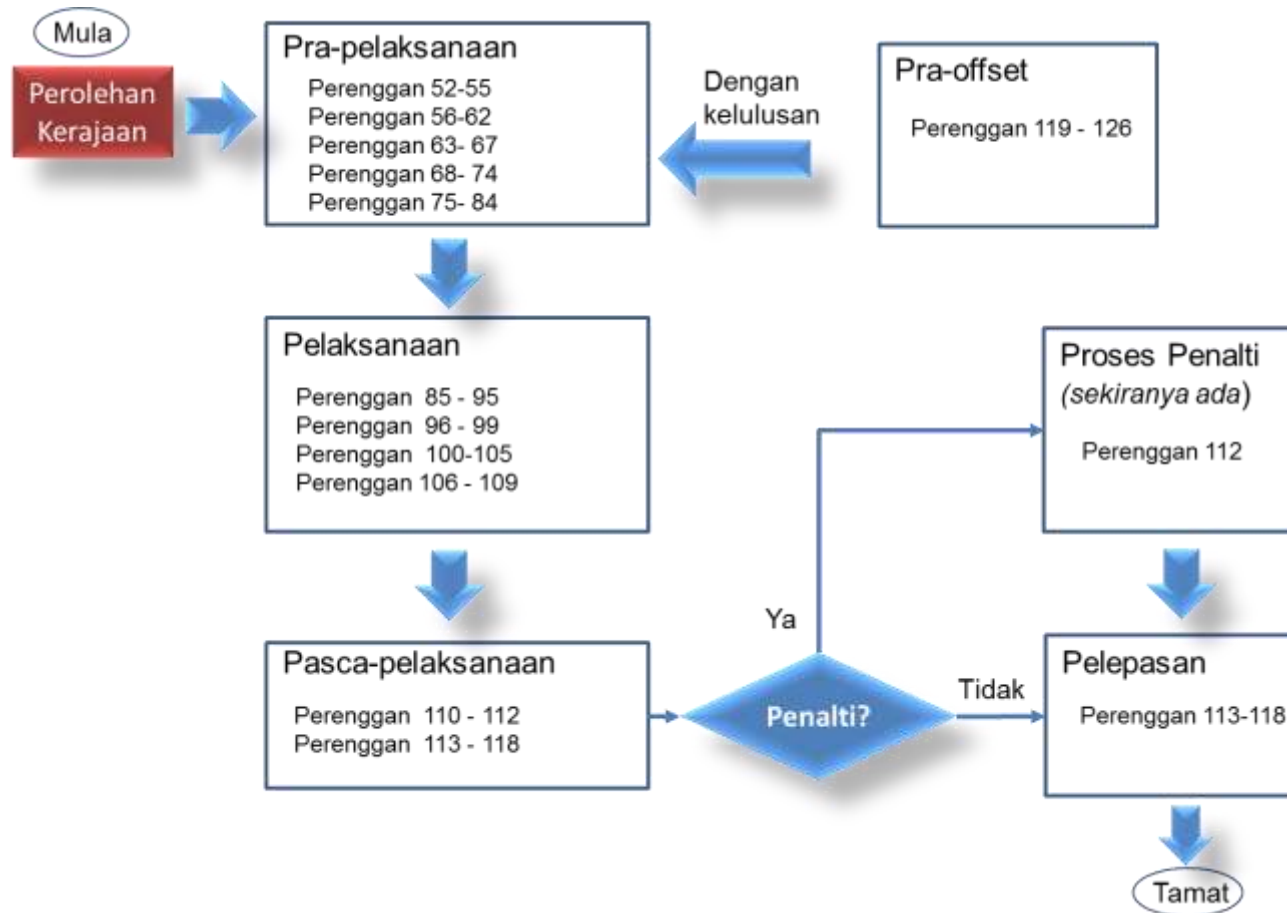 Mula
Perolehan
Kerajaan
Pra-pelaksanaan
Perenggan 52-55
Perenggan 56-62
Perenggan 63- 67
Perenggan 68- 74
Perenggan 75- 84
Dengan
kelulusan
Pra-offset
Perenggan 119 - 126
Pelaksanaan
Perenggan 85 - 95
Perenggan 96 - 99
Perenggan 100-105
Perenggan 106 - 109
Proses Penalti
(sekiranya ada)
Perenggan 112
Pasca-pelaksanaan
Perenggan 110 - 112
Perenggan 113 - 118
Ya
Penalti?
Tidak
Pelepasan
Perenggan 113-118
Tamat